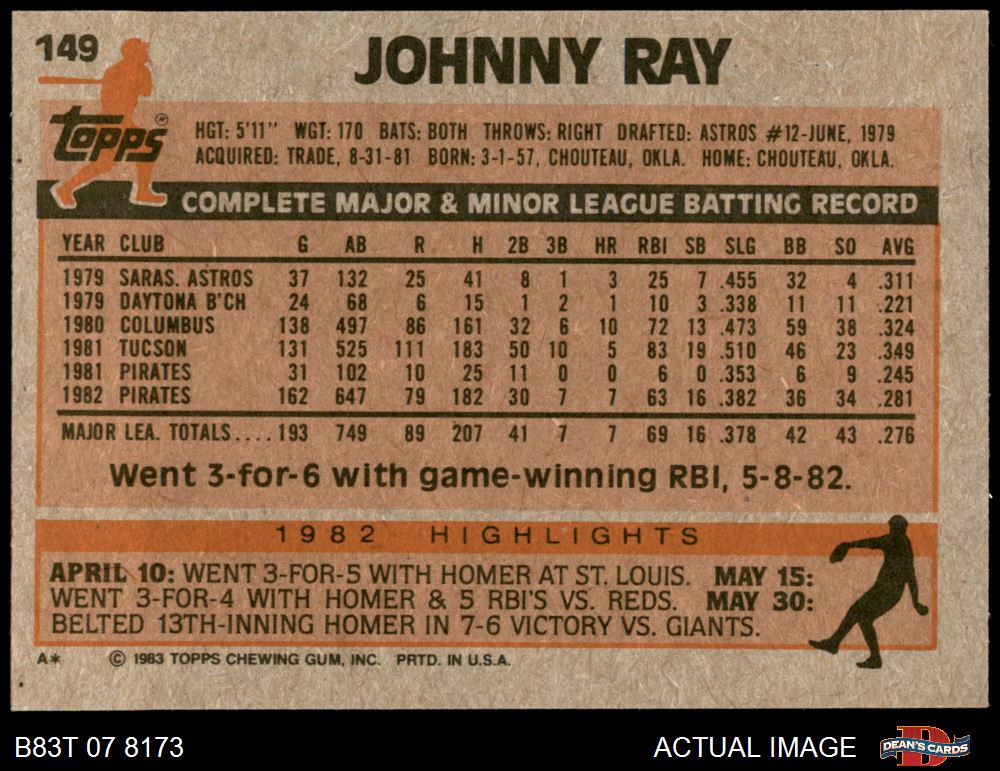 149
JOHNNY RAY
topps®
HGT: 5'11" WGT: 170 BATS: BOTH THROWS: RIGHT DRAFTED: ASTROS #12-JUNE, 1979
ACQUIRED: TRADE, 8-31-81 BORN: 3-1-57, CHOUTEAU, OKLA. HOME: CHOUTEAU, OKLA.
COMPLETE MAJOR & MINOR LEAGUE BATTING RECORD
YEAR CLUB G AB R H 2B 3B HR RBI SB SLG BB SO AVG
1979 SARAS. ASTROS 37 132 25 41 8 1 3 25 7 .455 32 4 .311
1979 DAYTONA B'CH 24 68 6 15 1 2 1 10 3 .338 11 11 .221
1980 COLUMBUS 138 497 86 161 32 6 10 72 13 .473 59 38 .324
1981 TUCSON 131 525 111 183 50 10 5 83 19 .510 46 23 .349
1981 PIRATES 31 102 10 25 11 0 0 6 0 .353 6 9 .245
1982 PIRATES 162 647 79 182 30 7 7 63 16 .382 36 34 .281
MAJOR LEA. TOTALS.... 193 749 89 207 41 7 7 69 16 .378 42 43 .276
Went 3-for-6 with game-winning RBI, 5-8-82.
1982 HIGHLIGHTS
APRIL 10: WENT 3-FOR-5 WITH HOMER AT ST. LOUIS. MAY 15:
WENT 3-FOR-4 WITH HOMER & 5 RBI'S VS. REDS. MAY 30:
BELTED 13TH-INNING HOMER IN 7-6 VICTORY VS. GIANTS.
A* © 1983 TOPPS CHEWING GUM, INC. PRTD. IN U.S.A.
B83T 07 8173
ACTUAL IMAGE
DEAN'S CARDS